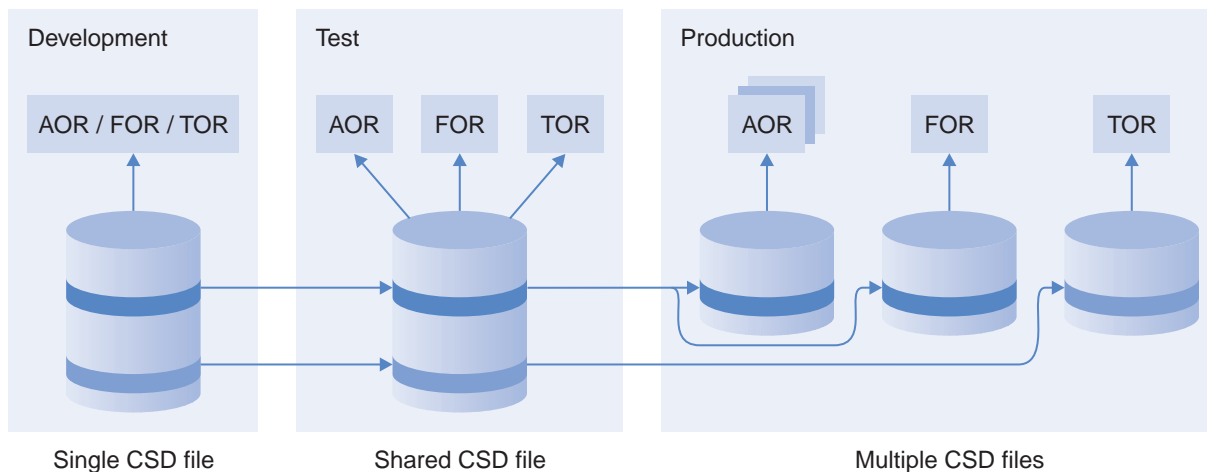 Development
Test
Production
AOR / FOR / TOR
AOR
FOR
TOR
AOR
FOR
TOR
Single CSD file
Shared CSD file
Multiple CSD files